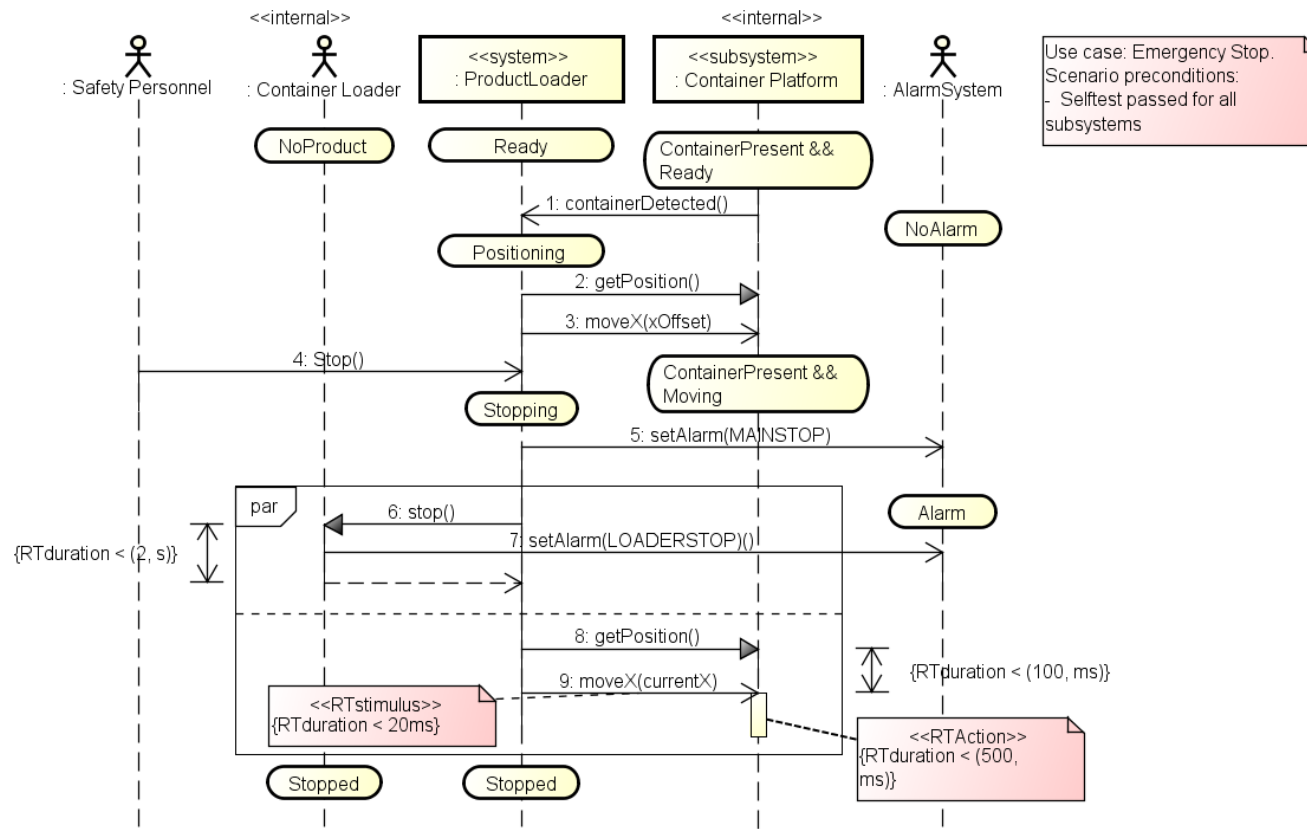 <<internal>>
<<internal>>
: Safety Personnel
: Container Loader
<<system>>
: ProductLoader
<<subsystem>>
: Container Platform
: AlarmSystem
Use case: Emergency Stop.
Scenario preconditions:
- Selftest passed for all
subsystems
NoProduct
Ready
ContainerPresent &&
Ready
1: containerDetected()
NoAlarm
Positioning
2: getPosition()
3: moveX(xOffset)
4: Stop()
ContainerPresent &&
Moving
Stopping
5: setAlarm(MAINSTOP)
par
6: stop()
Alarm
{RTduration < (2, s)}
7: setAlarm(LOADERSTOP)()
8: getPosition()
{RTduration < (100, ms)}
9: moveX(currentX)
<<RTstimulus>>
{RTduration < 20ms}
<<RTAction>>
{RTduration < (500,
ms)}
Stopped
Stopped